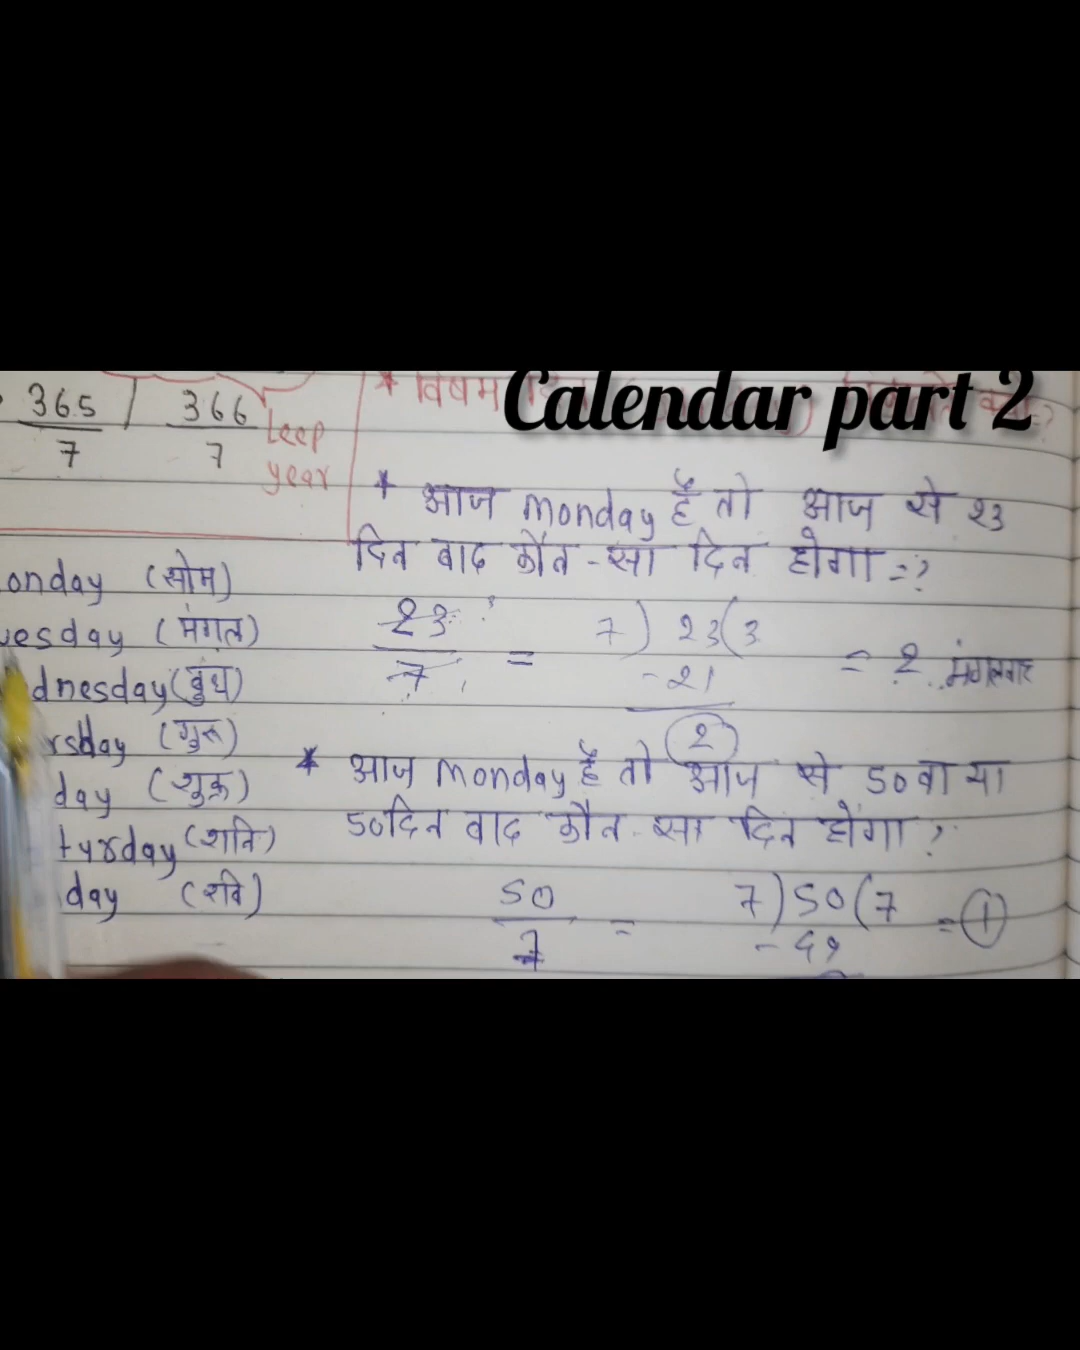 Calendar part 2
* विषम
365 / 366
7 7
Leep
year
* आज monday है तो आज से 23
दिन बाद कौन-सा दिन होगा =?
onday (सोम)
uesday (मंगल)
dnesday (बुध)
rsday (गुरु)
day (शुक्र)
turday (शनि)
day (रवि)
23
7
=
7) 23(3
-21
2
= 2 मंगलवार
* आज monday है तो आज से 50वा या
50दिन बाद कौन-सा दिन होगा?
50
7
=
7)50(7
-49
= 1